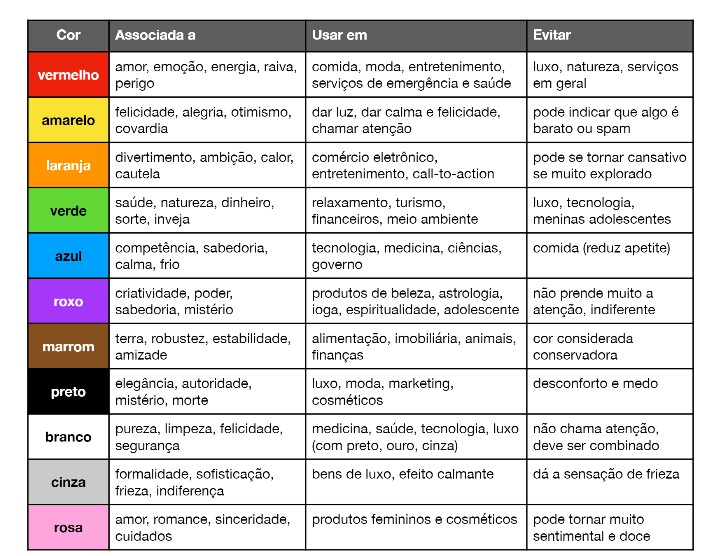 Cor Associada a Usar em Evitar
vermelho
amor, emoção, energia, raiva,
perigo
comida, moda, entretenimento,
serviços de emergência e saúde
luxo, natureza, serviços
em geral
amarelo
felicidade, alegria, otimismo,
covardia
dar luz, dar calma e felicidade,
chamar atenção
pode indicar que algo é
barato ou spam
laranja
divertimento, ambição, calor,
cautela
comércio eletrônico,
entretenimento, call-to-action
pode se tornar cansativo
se muito explorado
verde
saúde, natureza, dinheiro,
sorte, inveja
relaxamento, turismo,
financeiros, meio ambiente
luxo, tecnologia,
meninas adolescentes
azul
competência, sabedoria,
calma, frio
tecnologia, medicina, ciências,
governo
comida (reduz apetite)
roxo
criatividade, poder,
sabedoria, mistério
produtos de beleza, astrologia,
ioga, espiritualidade, adolescente
não prende muito a
atenção, indiferente
marrom
terra, robustez, estabilidade,
amizade
alimentação, imobiliária, animais,
finanças
cor considerada
conservadora
preto
elegância, autoridade,
mistério, morte
luxo, moda, marketing,
cosméticos
desconforto e medo
branco
pureza, limpeza, felicidade,
segurança
medicina, saúde, tecnologia, luxo
(com preto, ouro, cinza)
não chama atenção,
deve ser combinado
cinza
formalidade, sofisticação,
frieza, indiferença
bens de luxo, efeito calmante
dá a sensação de frieza
rosa
amor, romance, sinceridade,
cuidados
produtos femininos e cosméticos
pode tornar muito
sentimental e doce